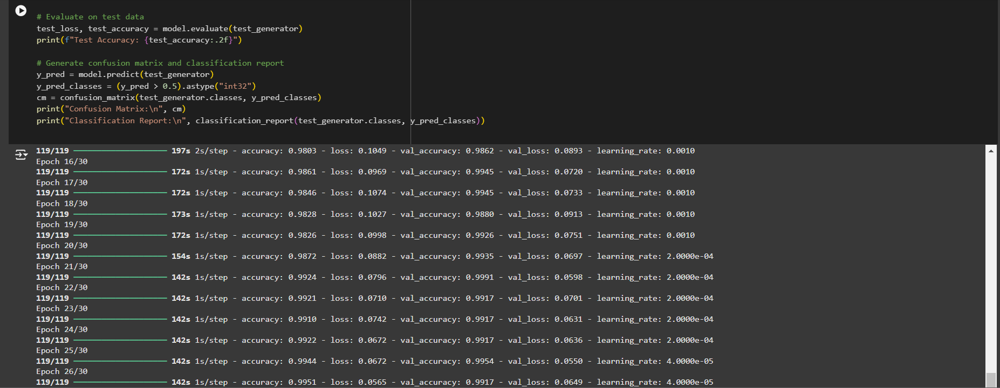 # Evaluate on test data
test_loss, test_accuracy = model.evaluate(test_generator)
print(f"Test Accuracy: {test_accuracy:.2f}")
# Generate confusion matrix and classification report
y_pred = model.predict(test_generator)
y_pred_classes = (y_pred > 0.5).astype("int32")
cm = confusion_matrix(test_generator.classes, y_pred_classes)
print("Confusion Matrix:\n", cm)
print("Classification Report:\n", classification_report(test_generator.classes, y_pred_classes))
119/119 197s 2s/step - accuracy: 0.9803 - loss: 0.1049 - val_accuracy: 0.9862 - val_loss: 0.0893 - learning_rate: 0.0010
Epoch 16/30
119/119 172s 1s/step - accuracy: 0.9861 - loss: 0.0969 - val_accuracy: 0.9945 - val_loss: 0.0720 - learning_rate: 0.0010
Epoch 17/30
119/119 172s 1s/step - accuracy: 0.9846 - loss: 0.1074 - val_accuracy: 0.9945 - val_loss: 0.0733 - learning_rate: 0.0010
Epoch 18/30
119/119 173s 1s/step - accuracy: 0.9828 - loss: 0.1027 - val_accuracy: 0.9880 - val_loss: 0.0913 - learning_rate: 0.0010
Epoch 19/30
119/119 172s 1s/step - accuracy: 0.9826 - loss: 0.0998 - val_accuracy: 0.9926 - val_loss: 0.0751 - learning_rate: 0.0010
Epoch 20/30
119/119 154s 1s/step - accuracy: 0.9872 - loss: 0.0882 - val_accuracy: 0.9935 - val_loss: 0.0697 - learning_rate: 2.0000e-04
Epoch 21/30
119/119 142s 1s/step - accuracy: 0.9924 - loss: 0.0796 - val_accuracy: 0.9991 - val_loss: 0.0598 - learning_rate: 2.0000e-04
Epoch 22/30
119/119 142s 1s/step - accuracy: 0.9921 - loss: 0.0710 - val_accuracy: 0.9917 - val_loss: 0.0701 - learning_rate: 2.0000e-04
Epoch 23/30
119/119 142s 1s/step - accuracy: 0.9910 - loss: 0.0742 - val_accuracy: 0.9917 - val_loss: 0.0631 - learning_rate: 2.0000e-04
Epoch 24/30
119/119 142s 1s/step - accuracy: 0.9922 - loss: 0.0672 - val_accuracy: 0.9917 - val_loss: 0.0636 - learning_rate: 2.0000e-04
Epoch 25/30
119/119 142s 1s/step - accuracy: 0.9944 - loss: 0.0672 - val_accuracy: 0.9954 - val_loss: 0.0550 - learning_rate: 4.0000e-05
Epoch 26/30
119/119 142s 1s/step - accuracy: 0.9951 - loss: 0.0565 - val_accuracy: 0.9917 - val_loss: 0.0649 - learning_rate: 4.0000e-05